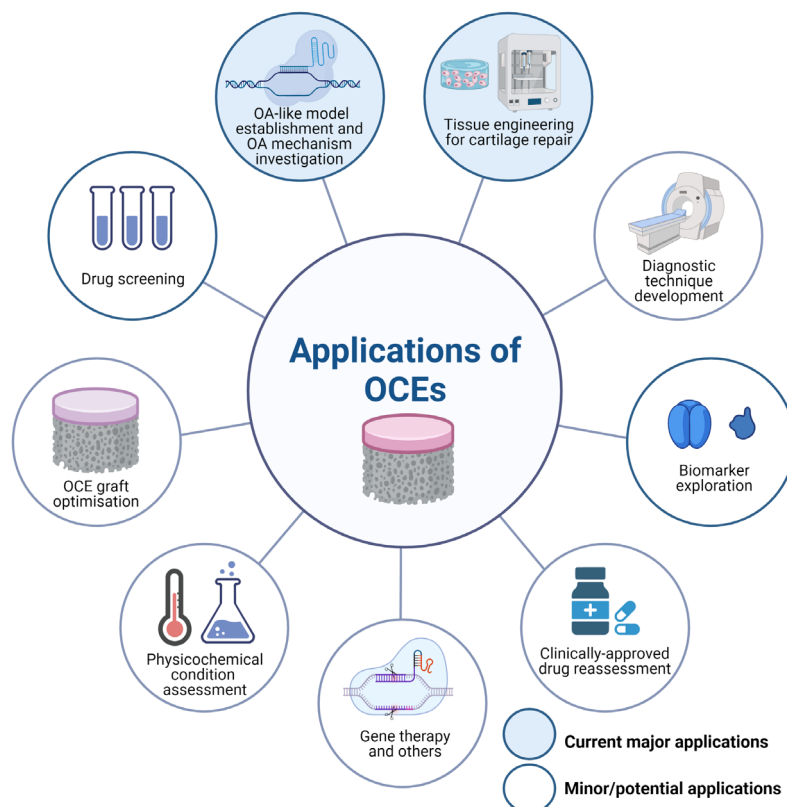 Applications of
OCEs
OA-like model
establishment and
OA mechanism
investigation
Tissue engineering
for cartilage repair
Diagnostic
technique
development
Biomarker
exploration
Clinically-approved
drug reassessment
Gene therapy
and others
Physicochemical
condition
assessment
OCE graft
optimisation
Drug screening
Current major applications
Minor/potential applications